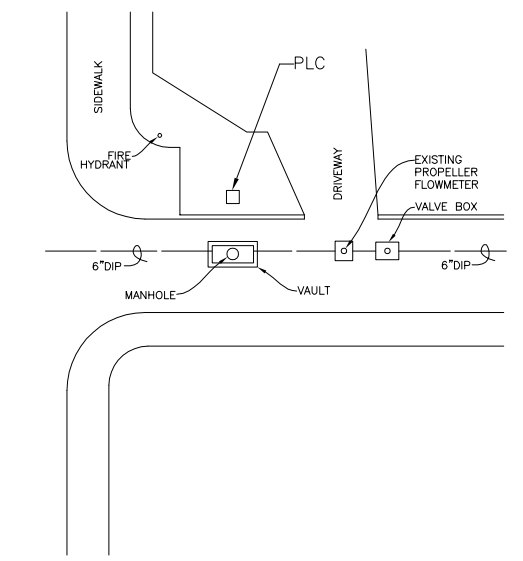 PLC
SIDEWALK
FIRE
HYDRANT
DRIVEWAY
EXISTING
PROPELLER
FLOWMETER
VALVE BOX
6"DIP
6"DIP
VAULT
MANHOLE